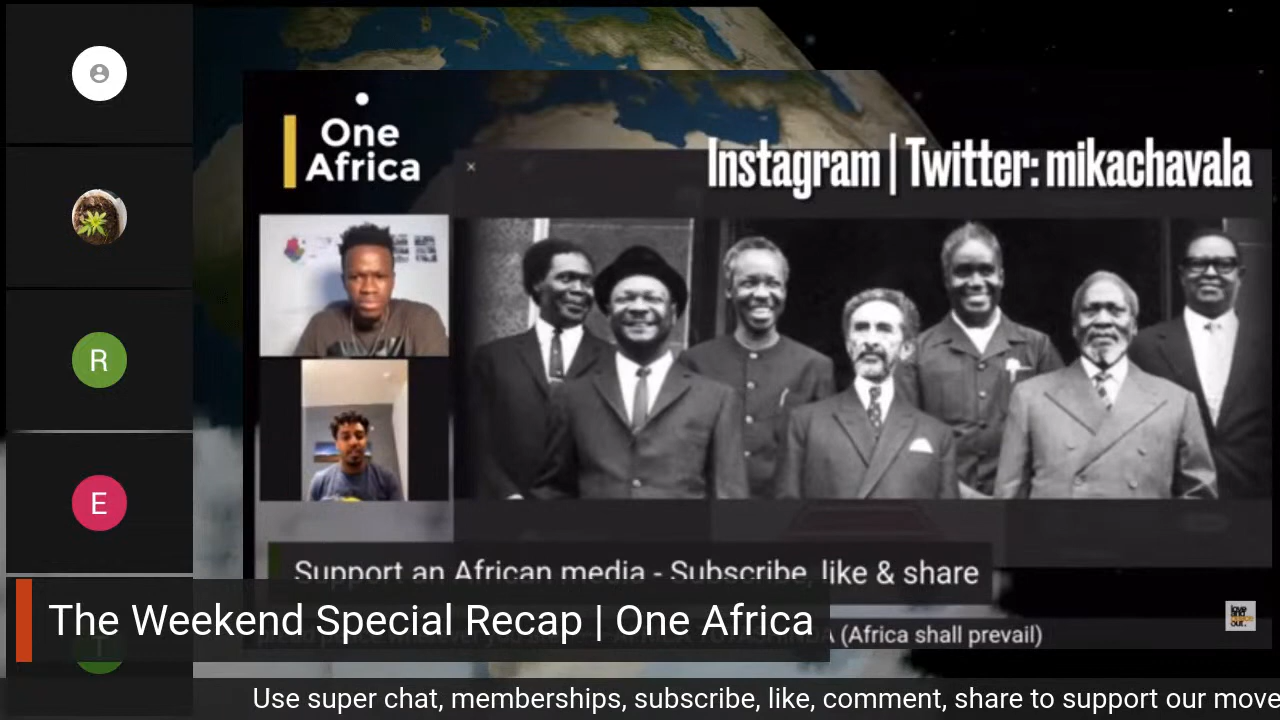 One
Africa
Instagram | Twitter: mikachavala
R
E
Support an African media - Subscribe, like & share
The Weekend Special Recap | One Africa
(Africa shall prevail)
Use super chat, memberships, subscribe, like, comment, share to support our move